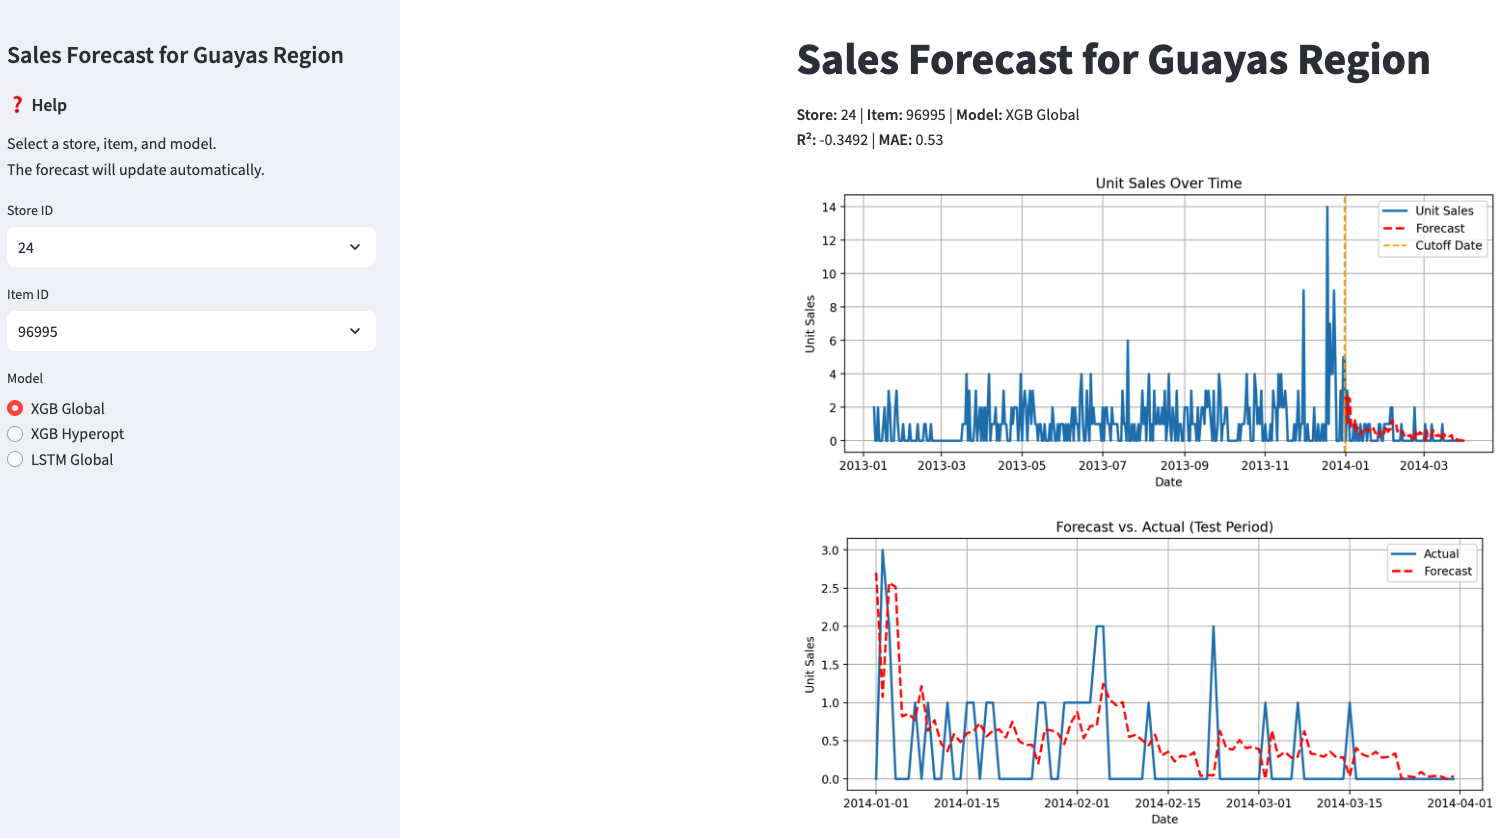 Sales Forecast for Guayas Region
❓ Help
Select a store, item, and model.
The forecast will update automatically.
Store ID
24
Item ID
96995
Model
XGB Global
XGB Hyperopt
LSTM Global
Sales Forecast for Guayas Region
Store: 24 | Item: 96995 | Model: XGB Global
R²: -0.3492 | MAE: 0.53
Unit Sales Over Time
Unit Sales
Forecast
Cutoff Date
14
12
10
8
6
4
2
0
Unit Sales
2013-01 2013-03 2013-05 2013-07 2013-09 2013-11 2014-01 2014-03
Date
Forecast vs. Actual (Test Period)
Actual
Forecast
3.0
2.5
2.0
1.5
1.0
0.5
0.0
Unit Sales
2014-01-01 2014-01-15 2014-02-01 2014-02-15 2014-03-01 2014-03-15 2014-04-01
Date